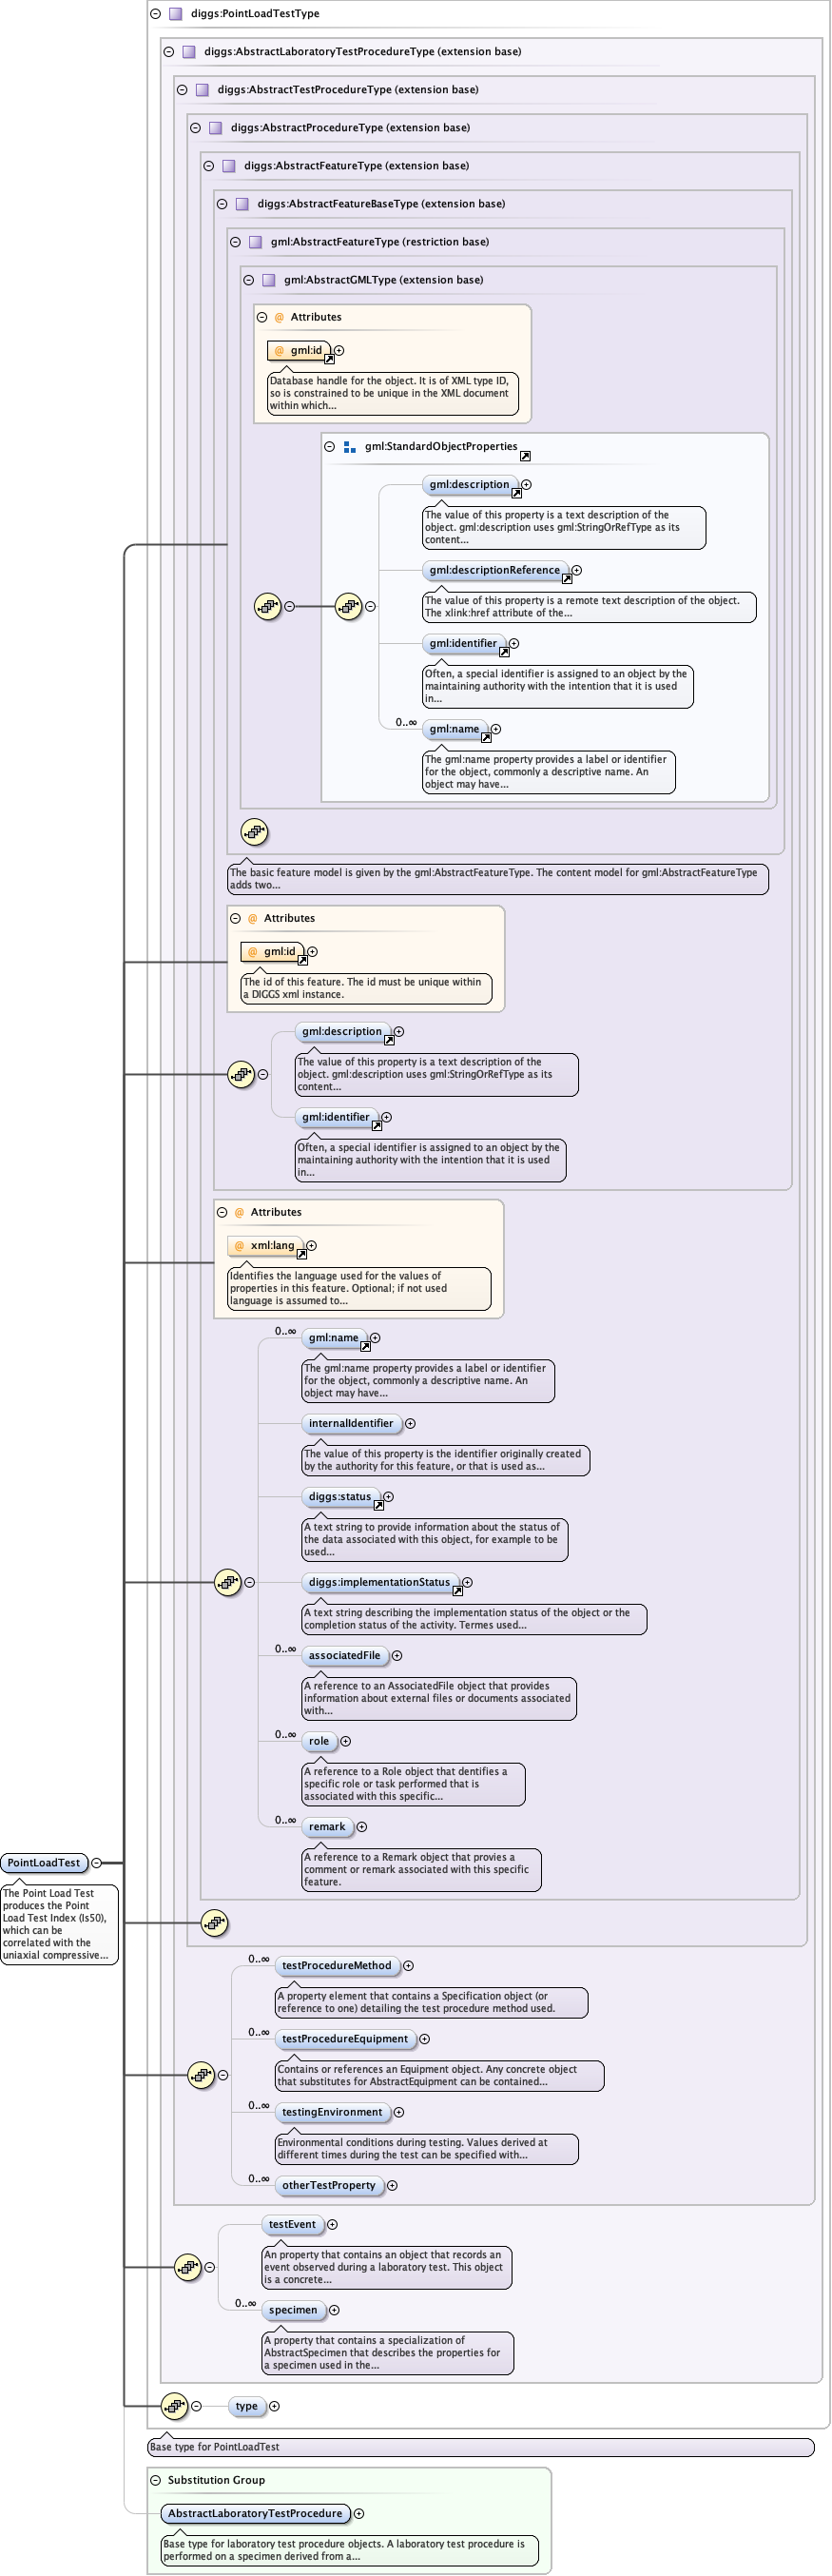 diggs:PointLoadTestType
diggs:AbstractLaboratoryTestProcedureType (extension base)
diggs:AbstractTestProcedureType (extension base)
diggs:AbstractProcedureType (extension base)
diggs:AbstractFeatureType (extension base)
diggs:AbstractFeatureBaseType (extension base)
gml:AbstractFeatureType (restriction base)
gml:AbstractGMLType (extension base)
@ Attributes
@ gml:id
Database handle for the object. It is of XML type ID,
so is constrained to be unique in the XML document
within which...
gml:StandardObjectProperties
gml:description
The value of this property is a text description of the
object. gml:description uses gml:StringOrRefType as its
content...
gml:descriptionReference
The value of this property is a remote text description of the object.
The xlink:href attribute of the...
gml:identifier
Often, a special identifier is assigned to an object by the
maintaining authority with the intention that it is used
in...
0..∞
gml:name
The gml:name property provides a label or identifier
for the object, commonly a descriptive name. An
object may have...
The basic feature model is given by the gml:AbstractFeatureType. The content model for gml:AbstractFeatureType
adds two...
@ Attributes
@ gml:id
The id of this feature. The id must be unique within
a DIGGS xml instance.
gml:description
The value of this property is a text description of the
object. gml:description uses gml:StringOrRefType as its
content...
gml:identifier
Often, a special identifier is assigned to an object by the
maintaining authority with the intention that it is used
in...
@ Attributes
@ xml:lang
Identifies the language used for the values of
properties in this feature. Optional; if not used
language is assumed to...
0..∞
gml:name
The gml:name property provides a label or identifier
for the object, commonly a descriptive name. An
object may have...
internalIdentifier
The value of this property is the identifier originally created
by the authority for this feature, or that is used as...
diggs:status
A text string to provide information about the status of
the data associated with this object, for example to be
used...
diggs:implementationStatus
A text string describing the implementation status of the object or the
completion status of the activity. Termes used...
0..∞
associatedFile
A reference to an AssociatedFile object that provides
information about external files or documents associated
with...
0..∞
role
A reference to a Role object that dentifies a
specific role or task performed that is
associated with this specific...
0..∞
remark
A reference to a Remark object that provies a
comment or remark associated with this specific
feature.
PointLoadTest
The Point Load Test
produces the Point
Load Test Index (Is50),
which can be
correlated with the
uniaxial compressive...
0..∞
testProcedureMethod
A property element that contains a Specification object (or
reference to one) detailing the test procedure method used.
0..∞
testProcedureEquipment
Contains or references an Equipment object. Any concrete object
that substitutes for AbstractEquipment can be contained...
0..∞
testingEnvironment
Environmental conditions during testing. Values derived at
different times during the test can be specified with...
0..∞
otherTestProperty
testEvent
An property that contains an object that records an
event observed during a laboratory test. This object
is a concrete...
0..∞
specimen
A property that contains a specialization of
AbstractSpecimen that describes the properties for
a specimen used in the...
type
Base type for PointLoadTest
Substitution Group
AbstractLaboratoryTestProcedure
Base type for laboratory test procedure objects. A laboratory test procedure is
performed on a specimen derived from a...